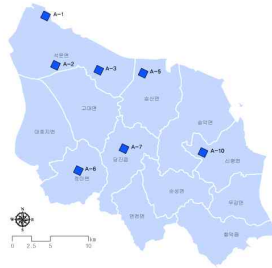 A-1
석문면
A-2
A-3
A-5
고대면
송산면
송악면
대호지면
A-7
당진읍
A-10
신평면
A-6
정미면
순성면
우강면
면천면
합덕읍
0 2.5 5 10
km